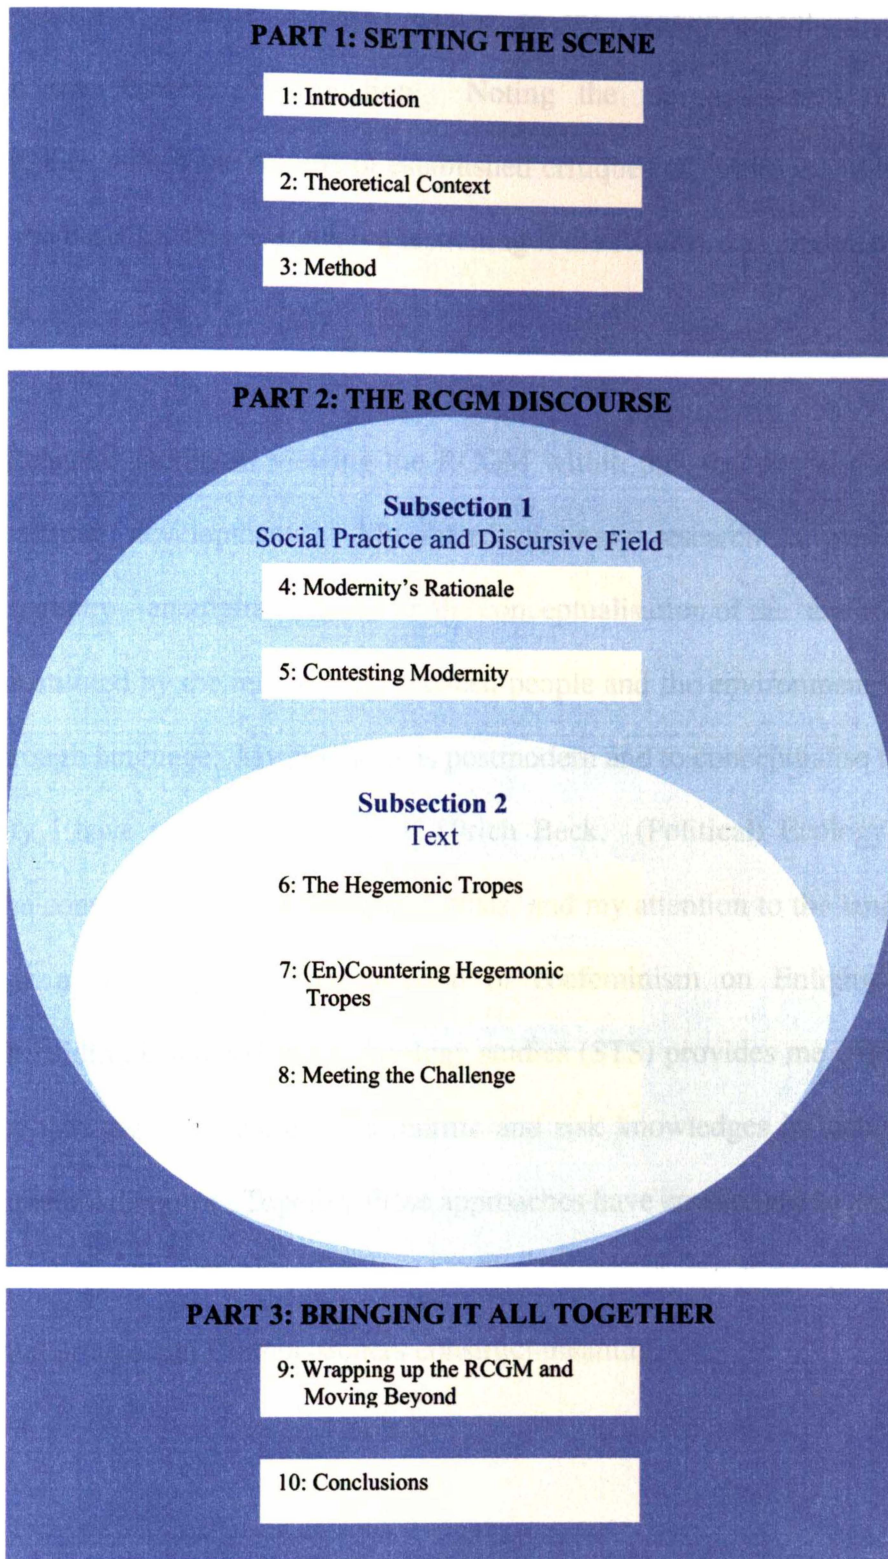 PART 1: SETTING THE SCENE
1: Introduction
2: Theoretical Context
3: Method
PART 2: THE RCGM DISCOURSE
Subsection 1
Social Practice and Discursive Field
4: Modernity's Rationale
5: Contesting Modernity
Subsection 2
Text
6: The Hegemonic Tropes
7: (En)Countering Hegemonic
Tropes
8: Meeting the Challenge
PART 3: BRINGING IT ALL TOGETHER
9: Wrapping up the RCGM and
Moving Beyond
10: Conclusions